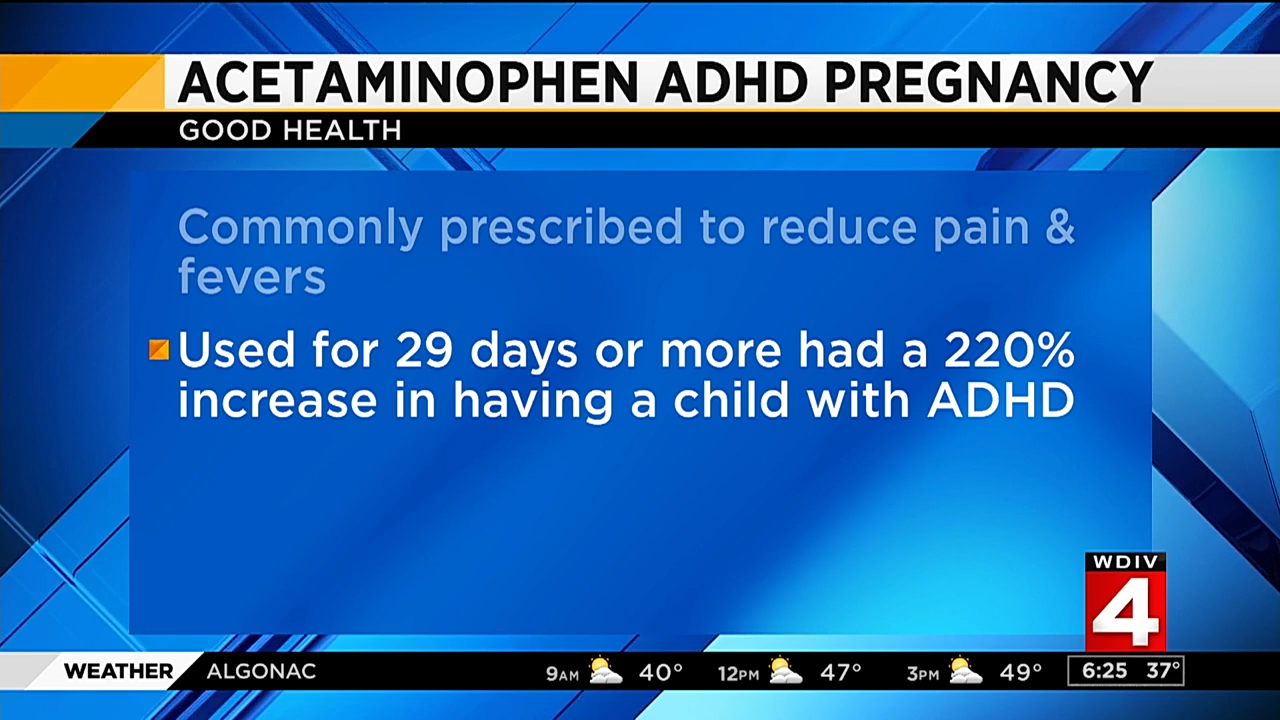 ACETAMINOPHEN ADHD PREGNANCY
GOOD HEALTH
Commonly prescribed to reduce pain &
fevers
Used for 29 days or more had a 220%
increase in having a child with ADHD
WDIV
4
WEATHER ALGONAC 9AM 40° 12PM 47° 3PM 49° 6:25 37°